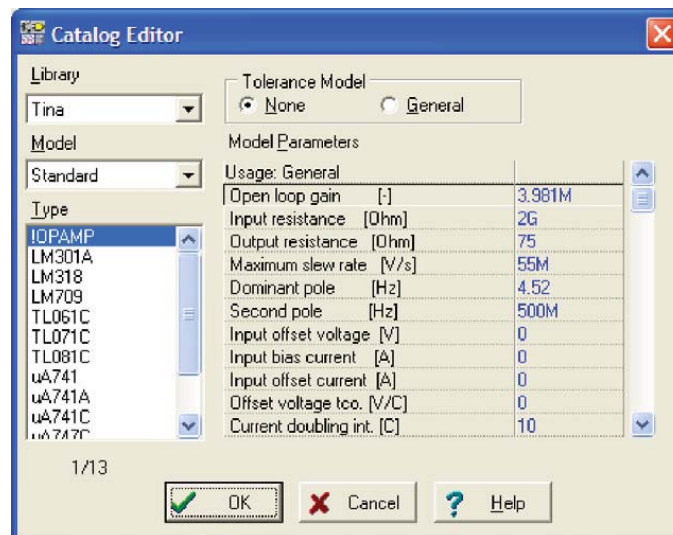 Catalog Editor
Library
Tina
Model
Standard
Type
!OPAMP
LM301A
LM318
LM709
TL061C
TL071C
TL081C
uA741
uA741A
uA741C
uA747C
1/13
Tolerance Model
None General
Model Parameters
Usage: General
Open loop gain [-] 3.981M
Input resistance [Ohm] 2G
Output resistance [Ohm] 75
Maximum slew rate [V/s] 55M
Dominant pole [Hz] 4.52
Second pole [Hz] 500M
Input offset voltage [V] 0
Input bias current [A] 0
Input offset current [A] 0
Offset voltage tco. [V/C] 0
Current doubling int. [C] 10
OK Cancel ? Help